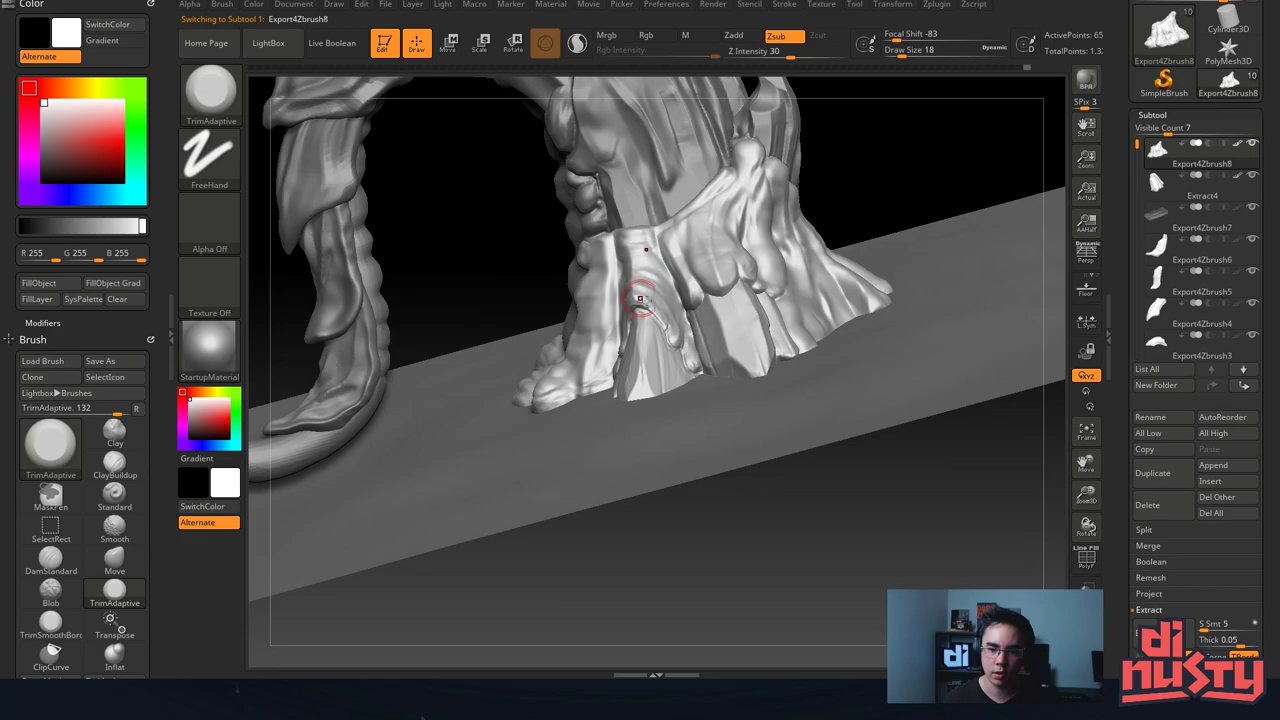 Color
Alpha Brush Color Document Draw Edit File Layer Light Macro Marker Material Movie Picker Preferences Render Stencil Stroke Texture Tool Transform Zplugin Zscript
Switching to Subtool 1: Export4Zbrush8
SwitchColor
Gradient
Alternate
Home Page
LightBox
Live Boolean
Edit
Draw
Move
Scale
Rotate
Mrgb Rgb M
Rgb Intensity
Zadd Zsub Zcut
Z Intensity 30
Focal Shift -83
Draw Size 18
Dynamic
S
D
ActivePoints: 65
TotalPoints: 1.3
R 255 G 255 B 255
FillObject FillObject Grad
FillLayer SysPalette Clear
Modifiers
Brush
Load Brush Save As
Clone SelectIcon
Lightbox▶Brushes
TrimAdaptive. 132 R
TrimAdaptive
Clay
ClayBuildup
MaskPen
Standard
SelectRect
Smooth
DamStandard
Move
Blob
TrimAdaptive
TrimSmoothBorc
Transpose
ClipCurve
Inflat
TrimAdaptive
FreeHand
Alpha Off
Texture Off
StartupMaterial
Gradient
SwitchColor
Alternate
BPR
SPix 3
Scroll
Zoom
Actual
AAHalf
Dynamic
Persp
Floor
L.Sym
XYZ
Frame
Move
Zoom3D
Rotate
Line Fill
PolyF
10
Export4Zbrush8
Cylinder3D
PolyMesh3D
SimpleBrush
10
Export4Zbrush8
Subtool
Visible Count 7
Export4Zbrush8
Extract4
Export4Zbrush7
Export4Zbrush6
Export4Zbrush5
Export4Zbrush4
Export4Zbrush3
List All
New Folder
Rename AutoReorder
All Low All High
Copy Paste
Duplicate
Append
Insert
Delete
Del Other
Del All
Split
Merge
Boolean
Remesh
Project
Extract
S Smt 5
Thick 0.05
di
di
nusty